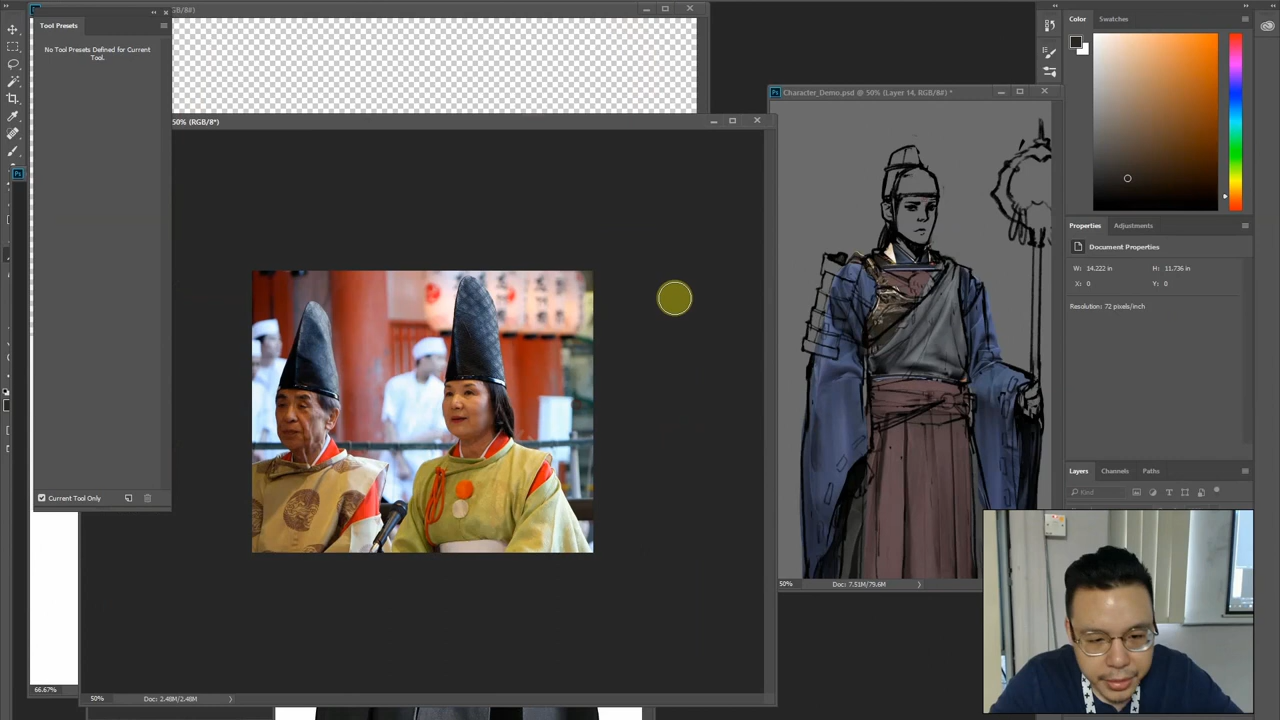 GB/8#)
Tool Presets
No Tool Presets Defined for Current
Tool.
50% (RGB/8*)
Character_Demo.psd @ 50% (Layer 14, RGB/8#) *
Color
Swatches
Properties
Adjustments
Document Properties
W: 14.222 in
H: 11.736 in
X: 0
Y: 0
Resolution: 72 pixels/inch
Layers
Channels
Paths
Kind
Current Tool Only
50%
Doc: 7.51M/79.6M
66.67%
50%
Doc: 2.48M/2.48M